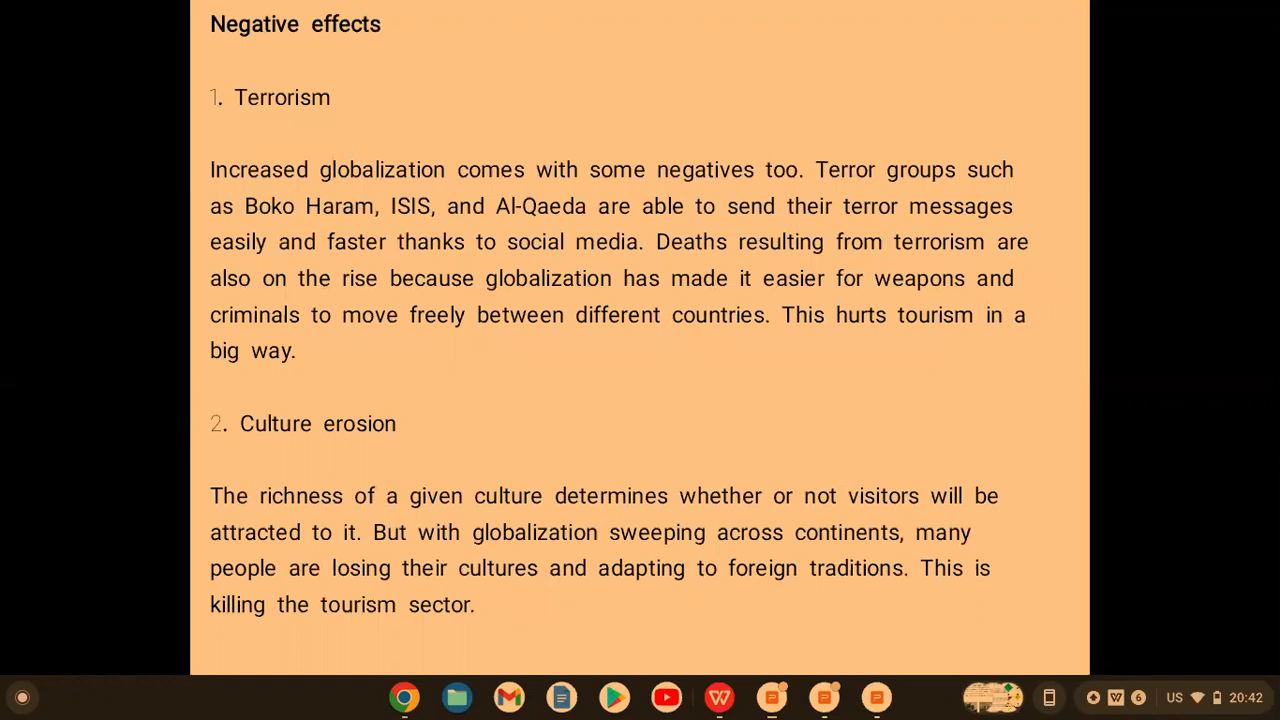 Negative effects
1. Terrorism
Increased globalization comes with some negatives too. Terror groups such
as Boko Haram, ISIS, and Al-Qaeda are able to send their terror messages
easily and faster thanks to social media. Deaths resulting from terrorism are
also on the rise because globalization has made it easier for weapons and
criminals to move freely between different countries. This hurts tourism in a
big way.
2. Culture erosion
The richness of a given culture determines whether or not visitors will be
attracted to it. But with globalization sweeping across continents, many
people are losing their cultures and adapting to foreign traditions. This is
killing the tourism sector.
6 US 20:42